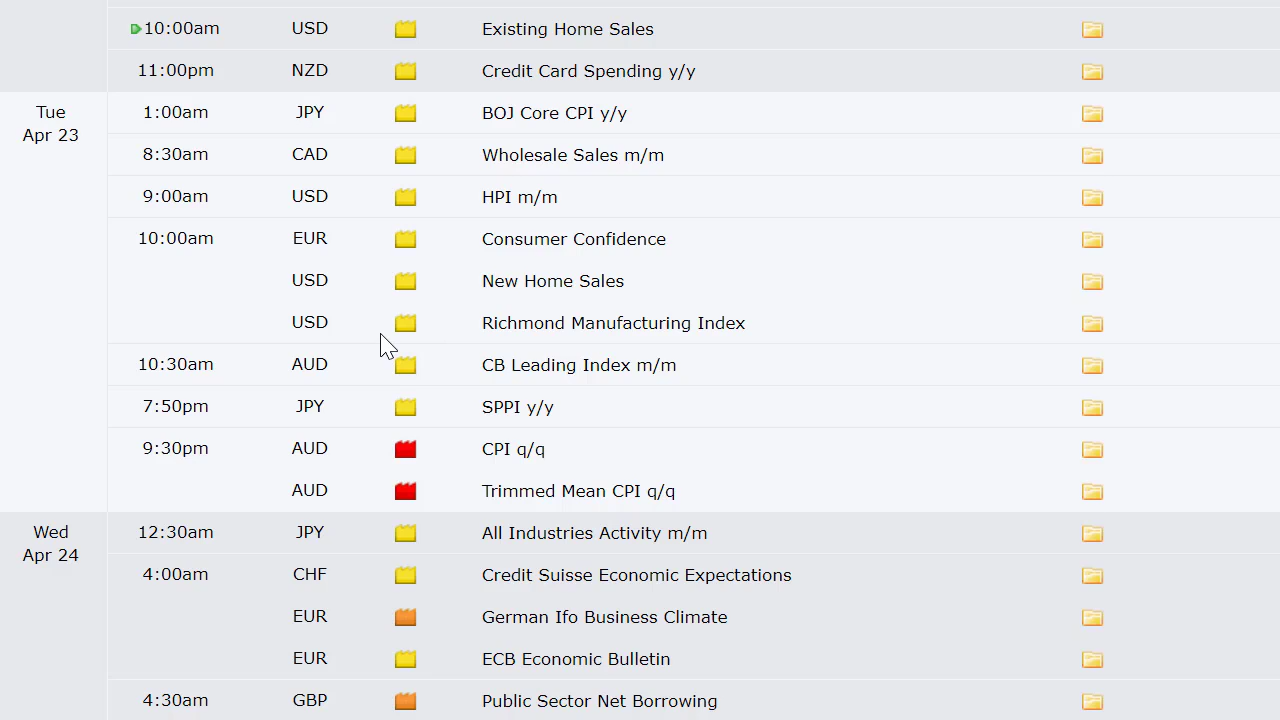 10:00am USD Existing Home Sales
11:00pm NZD Credit Card Spending y/y
Tue
Apr 23
1:00am JPY BOJ Core CPI y/y
8:30am CAD Wholesale Sales m/m
9:00am USD HPI m/m
10:00am EUR Consumer Confidence
USD New Home Sales
USD Richmond Manufacturing Index
10:30am AUD CB Leading Index m/m
7:50pm JPY SPPI y/y
9:30pm AUD CPI q/q
AUD Trimmed Mean CPI q/q
Wed
Apr 24
12:30am JPY All Industries Activity m/m
4:00am CHF Credit Suisse Economic Expectations
EUR German Ifo Business Climate
EUR ECB Economic Bulletin
4:30am GBP Public Sector Net Borrowing